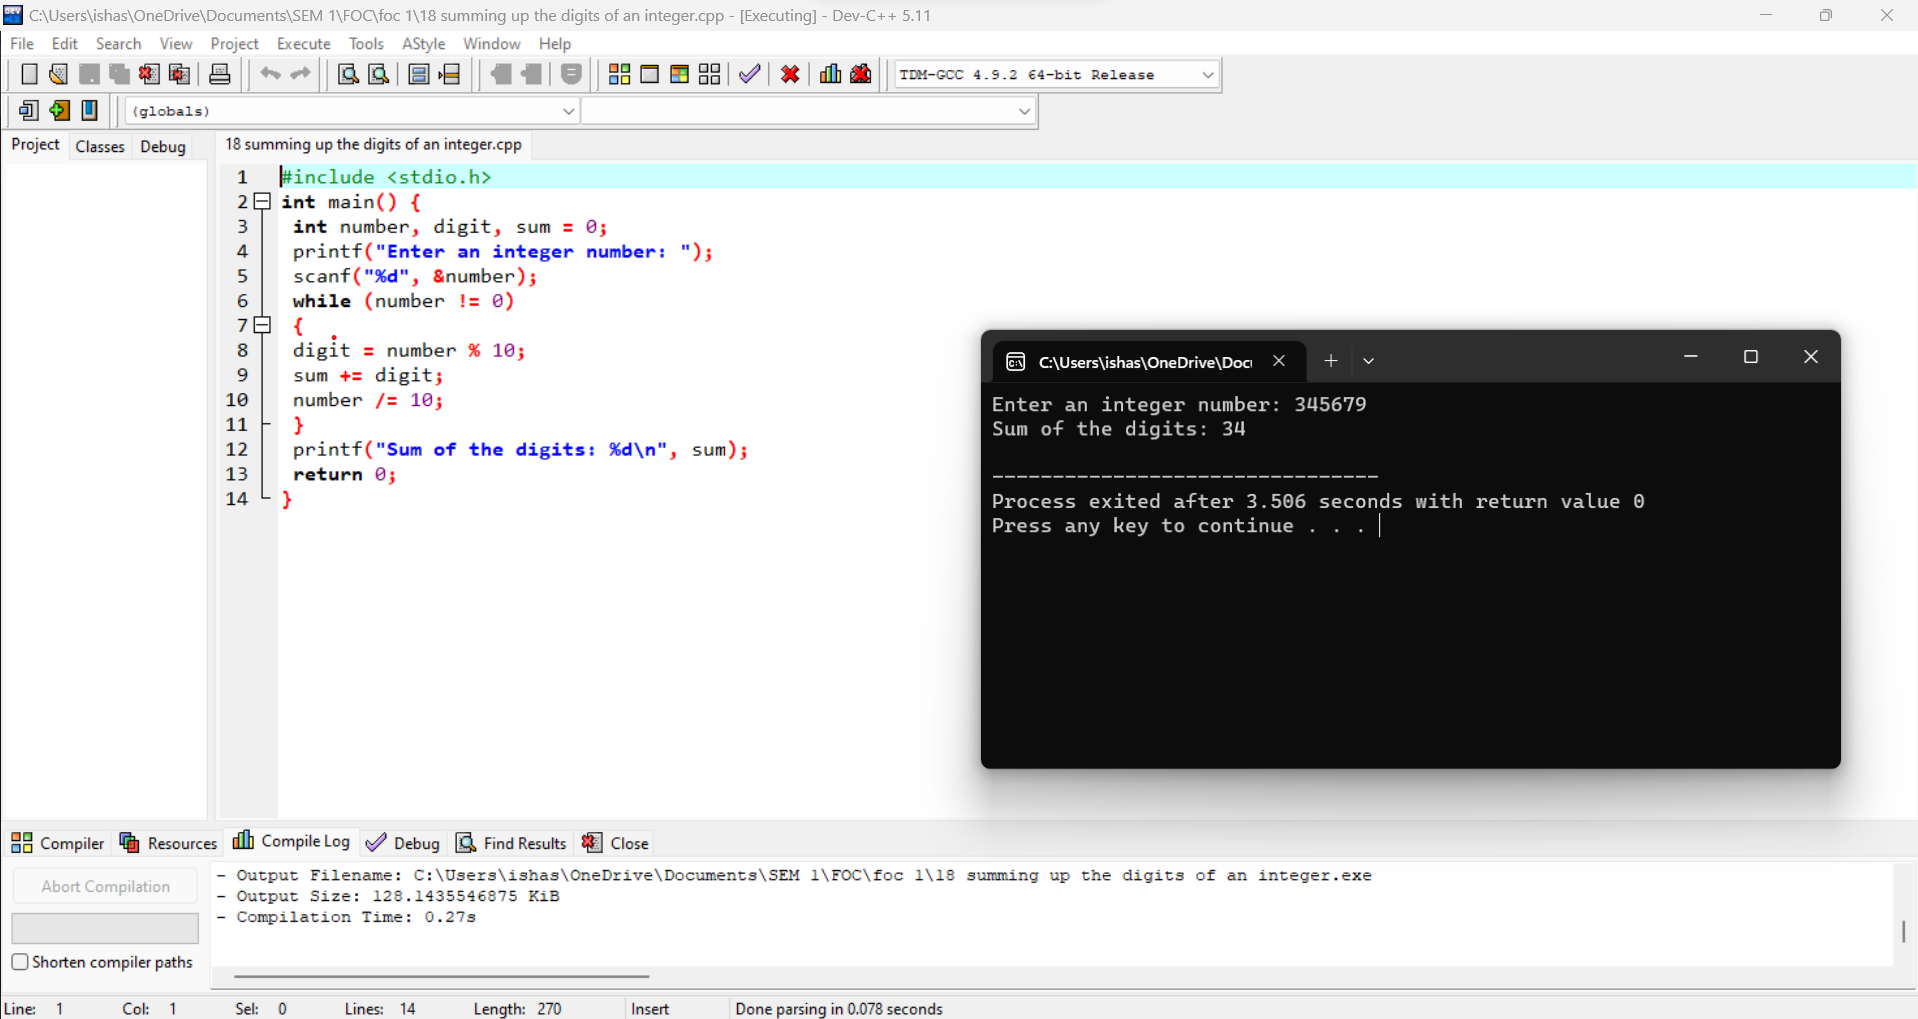 C:\Users\ishas\OneDrive\Documents\SEM 1\FOC\foc 1\18 summing up the digits of an integer.cpp - [Executing] - Dev-C++ 5.11
File Edit Search View Project Execute Tools AStyle Window Help
TDM-GCC 4.9.2 64-bit Release
(globals)
Project Classes Debug
18 summing up the digits of an integer.cpp
1 #include <stdio.h>
2 int main() {
3 int number, digit, sum = 0;
4 printf("Enter an integer number: ");
5 scanf("%d", &number);
6 while (number != 0)
7 {
8 digit = number % 10;
9 sum += digit;
10 number /= 10;
11 }
12 printf("Sum of the digits: %d\n", sum);
13 return 0;
14 }
C:\Users\ishas\OneDrive\Doc
Enter an integer number: 345679
Sum of the digits: 34
--------------------------------
Process exited after 3.506 seconds with return value 0
Press any key to continue . . .
Compiler Resources Compile Log Debug Find Results Close
Abort Compilation
Shorten compiler paths
- Output Filename: C:\Users\ishas\OneDrive\Documents\SEM 1\FOC\foc 1\18 summing up the digits of an integer.exe
- Output Size: 128.1435546875 KiB
- Compilation Time: 0.27s
Line: 1 Col: 1 Sel: 0 Lines: 14 Length: 270 Insert Done parsing in 0.078 seconds